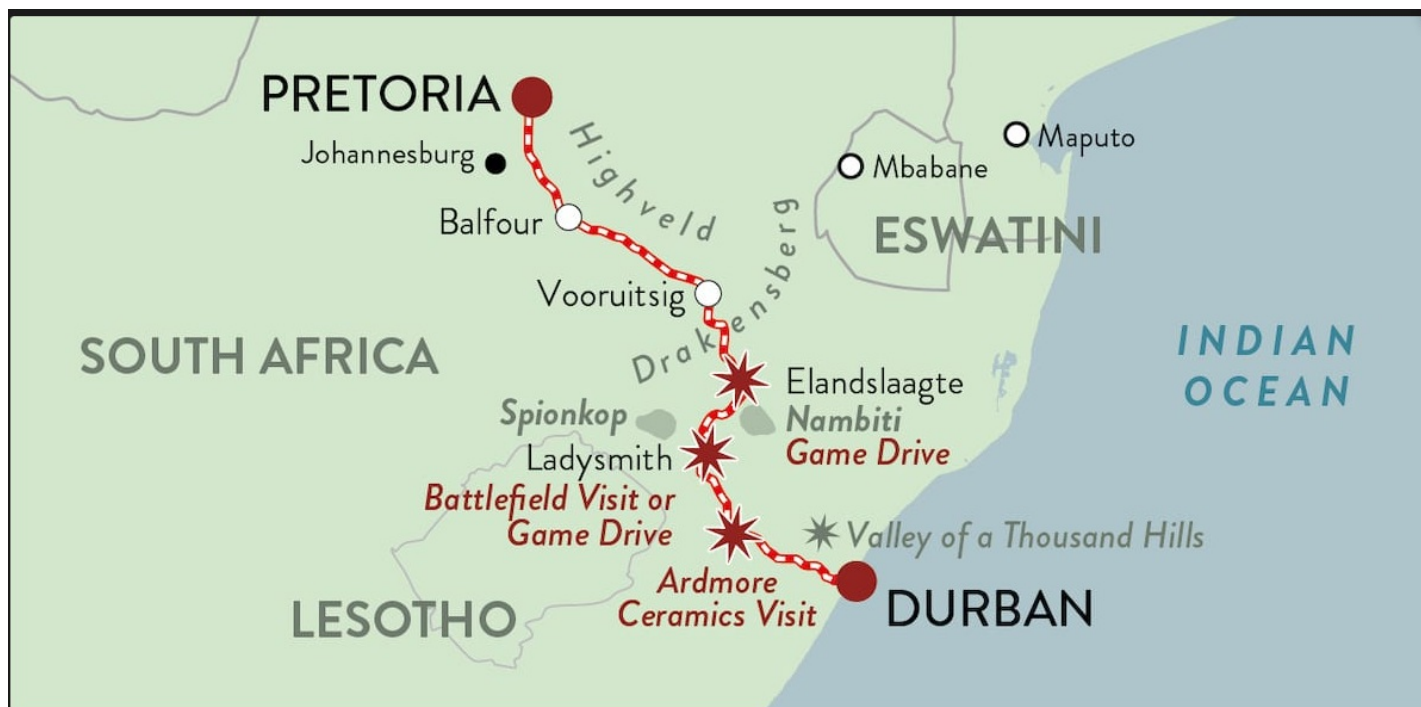 PRETORIA
Johannesburg
Highveld
Maputo
Mbabane
Balfour
ESWATINI
Vooruitsig
Drakensberg
SOUTH AFRICA
INDIAN
OCEAN
Elandslaagte
Spionkop
Nambiti
Game Drive
Ladysmith
Battlefield Visit or
Game Drive
Valley of a Thousand Hills
Ardmore
Ceramics Visit
DURBAN
LESOTHO